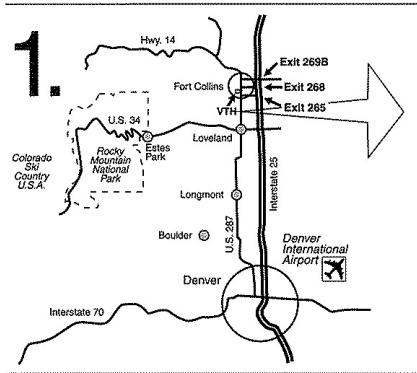 1.
Hwy. 14
Exit 269B
Fort Collins
Exit 268
VTH
Exit 265
U.S. 34
Estes
Park
Loveland
Rocky
Mountain
National
Park
Colorado
Ski
Country
U.S.A.
Interstate 25
Longmont
U.S. 287
Boulder
Denver
International
Airport
Denver
Interstate 70